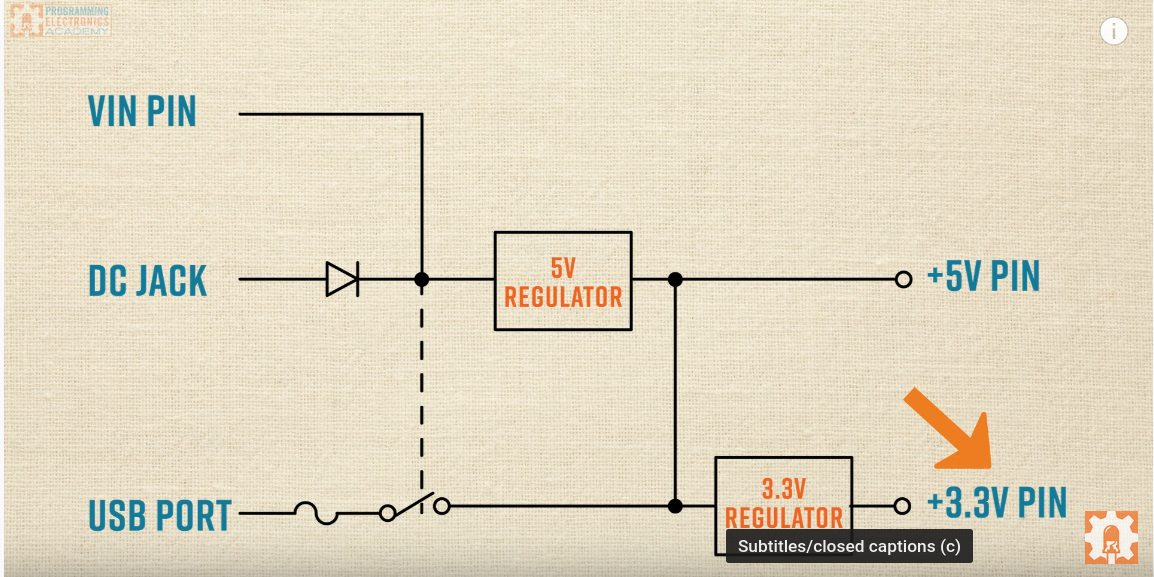 PROGRAMMING
ELECTRONICS
ACADEMY
i
VIN PIN
DC JACK
5V
REGULATOR
+5V PIN
USB PORT
3.3V
REGULATOR
+3.3V PIN
Subtitles/closed captions (c)